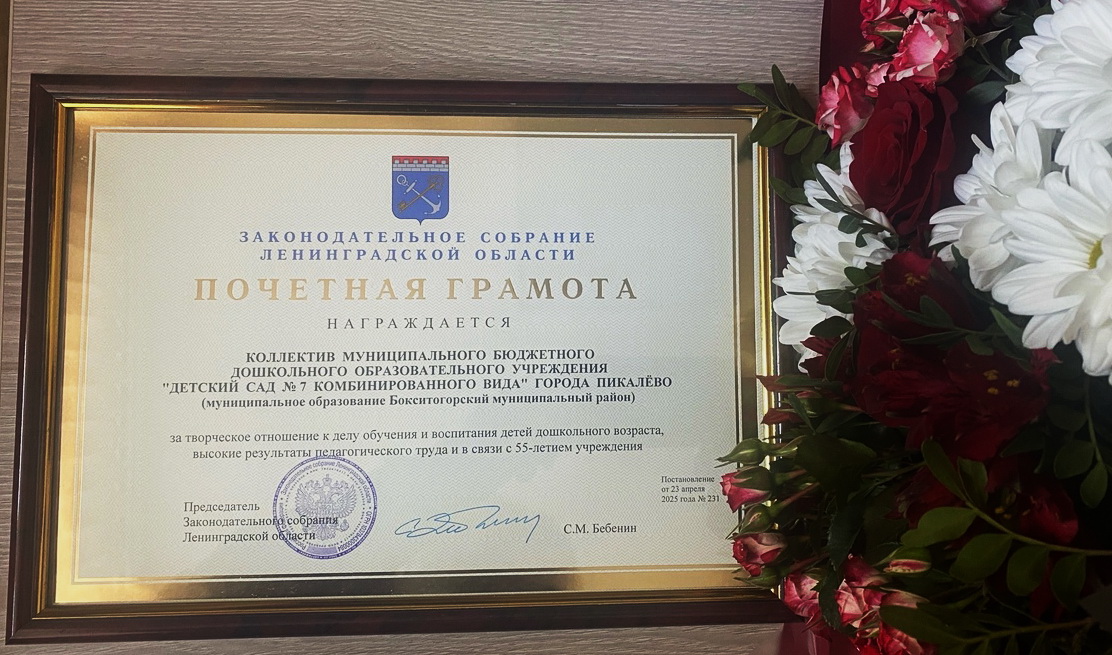 ЗАКОНОДАТЕЛЬНОЕ СОБРАНИЕ
ЛЕНИНГРАДСКОЙ ОБЛАСТИ
ПОЧЕТНАЯ ГРАМОТА
НАГРАЖДАЕТСЯ
КОЛЛЕКТИВ МУНИЦИПАЛЬНОГО БЮДЖЕТНОГО
ДОШКОЛЬНОГО ОБРАЗОВАТЕЛЬНОГО УЧРЕЖДЕНИЯ
"ДЕТСКИЙ САД № 7 КОМБИНИРОВАННОГО ВИДА" ГОРОДА ПИКАЛЁВО
(муниципальное образование Бокситогорский муниципальный район)
за творческое отношение к делу обучения и воспитания детей дошкольного возраста,
высокие результаты педагогического труда и в связи с 55-летием учреждения
Постановление
от 23 апреля
2025 года № 231
Председатель
Законодательного собрания
Ленинградской области
С.М. Бебенин